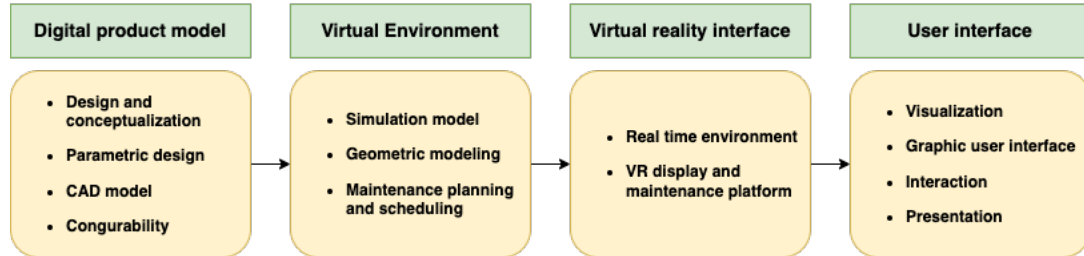 Digital product model
Virtual Environment
Virtual reality interface
User interface
• Design and
conceptualization
• Parametric design
• CAD model
• Congurability
• Simulation model
• Geometric modeling
• Maintenance planning
and scheduling
• Real time environment
• VR display and
maintenance platform
• Visualization
• Graphic user interface
• Interaction
• Presentation